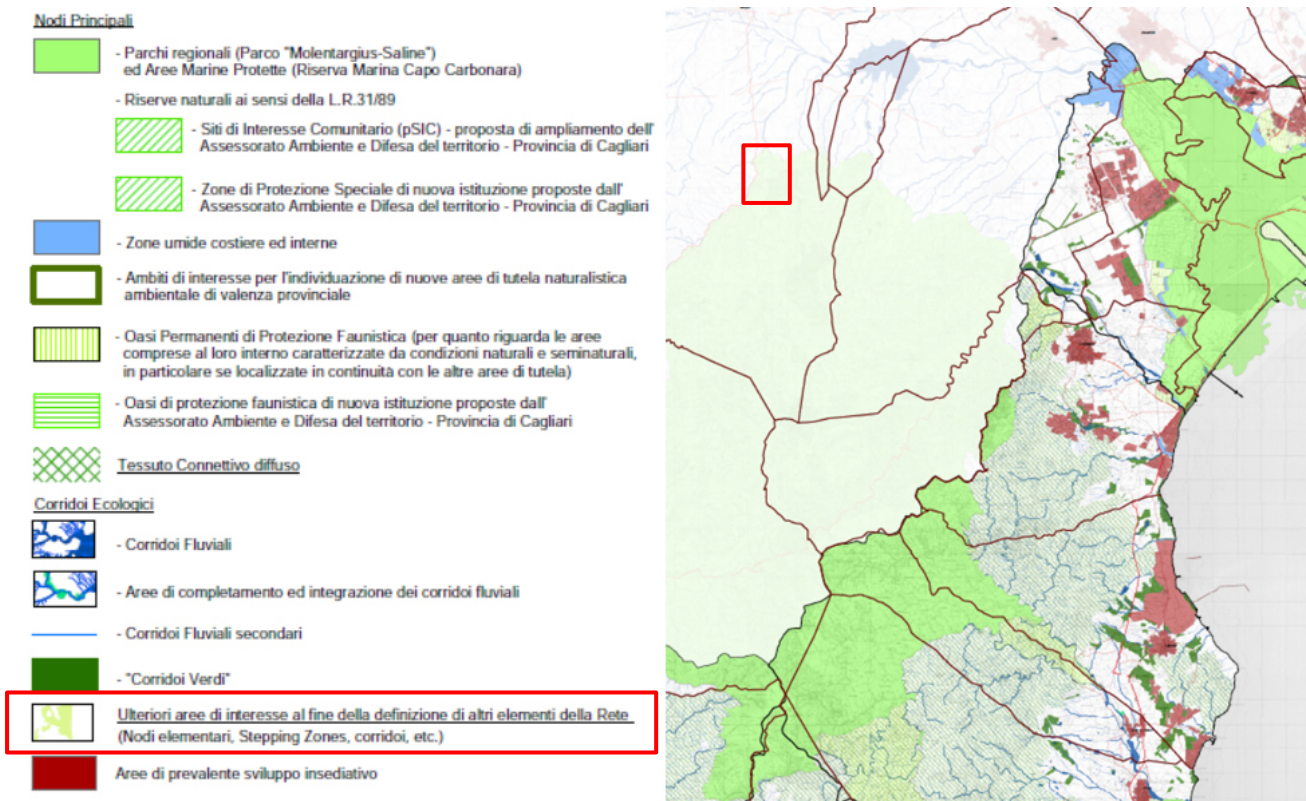 Nodi Principali
- Parchi regionali (Parco "Molentargius-Saline")
ed Aree Marine Protette (Riserva Marina Capo Carbonara)
- Riserve naturali ai sensi della L.R.31/89
- Siti di Interesse Comunitario (pSIC) - proposta di ampliamento dell'
Assessorato Ambiente e Difesa del territorio - Provincia di Cagliari
- Zone di Protezione Speciale di nuova istituzione proposte dall'
Assessorato Ambiente e Difesa del territorio - Provincia di Cagliari
- Zone umide costiere ed interne
- Ambiti di interesse per l'individuazione di nuove aree di tutela naturalistica
ambientale di valenza provinciale
- Oasi Permanenti di Protezione Faunistica (per quanto riguarda le aree
comprese al loro interno caratterizzate da condizioni naturali e seminaturali,
in particolare se localizzate in continuità con le altre aree di tutela)
- Oasi di protezione faunistica di nuova istituzione proposte dall'
Assessorato Ambiente e Difesa del territorio - Provincia di Cagliari
Tessuto Connettivo diffuso
Corridoi Ecologici
- Corridoi Fluviali
- Aree di completamento ed integrazione dei corridoi fluviali
- Corridoi Fluviali secondari
- "Corridoi Verdi"
Ulteriori aree di interesse al fine della definizione di altri elementi della Rete
(Nodi elementari, Stepping Zones, corridoi, etc.)
Aree di prevalente sviluppo insediativo